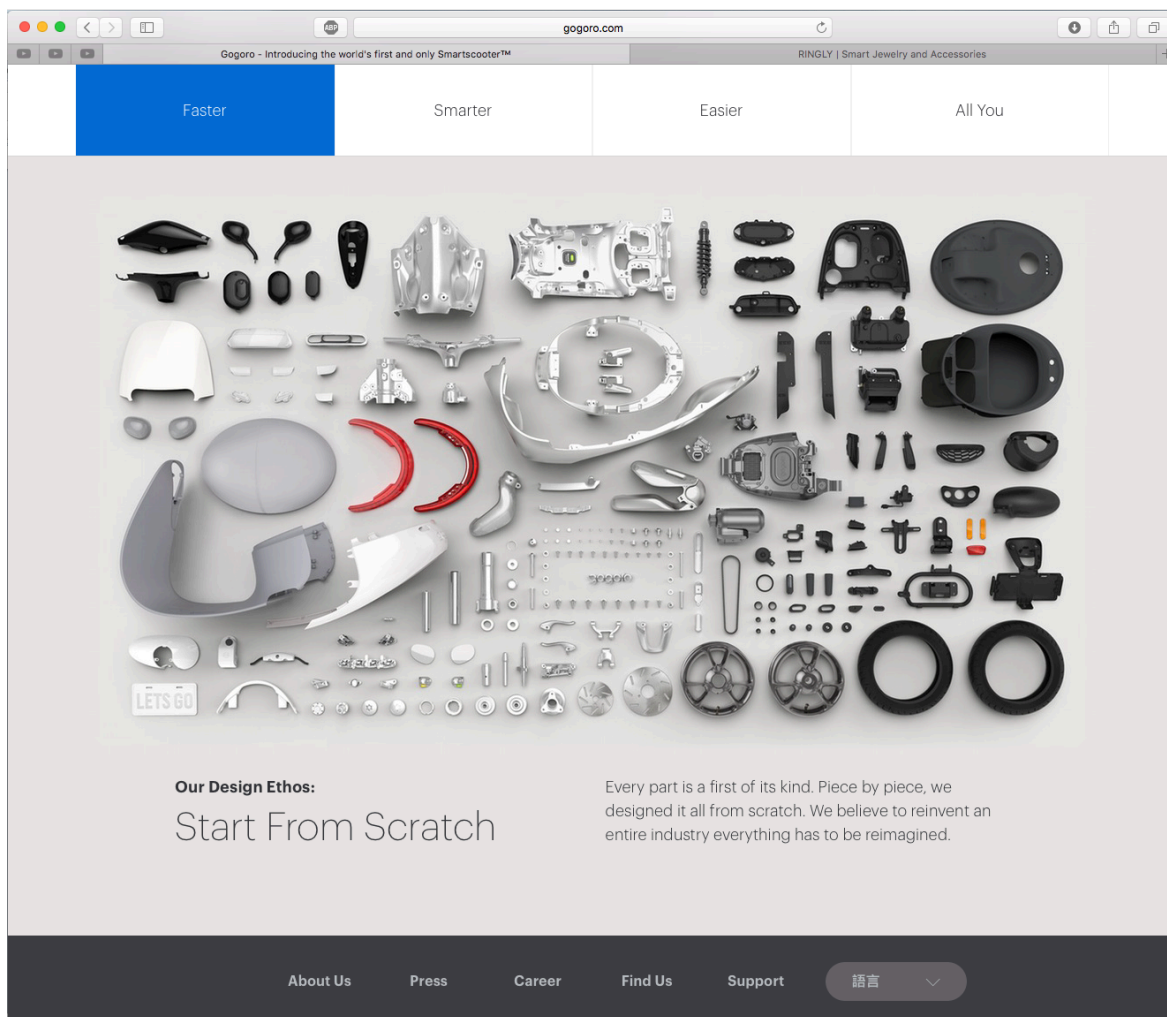 ABP
gogoro.com
Gogoro - Introducing the world's first and only Smartscooter™
RINGLY | Smart Jewelry and Accessories
Faster
Smarter
Easier
All You
gogoro
LETS GO
Our Design Ethos:
Start From Scratch
Every part is a first of its kind. Piece by piece, we
designed it all from scratch. We believe to reinvent an
entire industry everything has to be reimagined.
About Us
Press
Career
Find Us
Support
語言